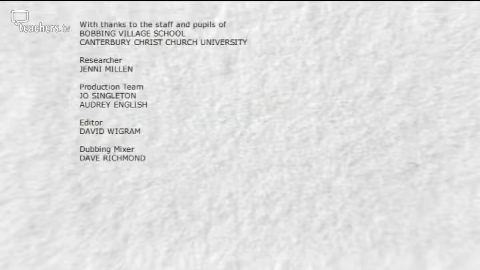 teachers.tv
With thanks to the staff and pupils of
BOBBING VILLAGE SCHOOL
CANTERBURY CHRIST CHURCH UNIVERSITY
Researcher
JENNI MILLEN
Production Team
JO SINGLETON
AUDREY ENGLISH
Editor
DAVID WIGRAM
Dubbing Mixer
DAVE RICHMOND